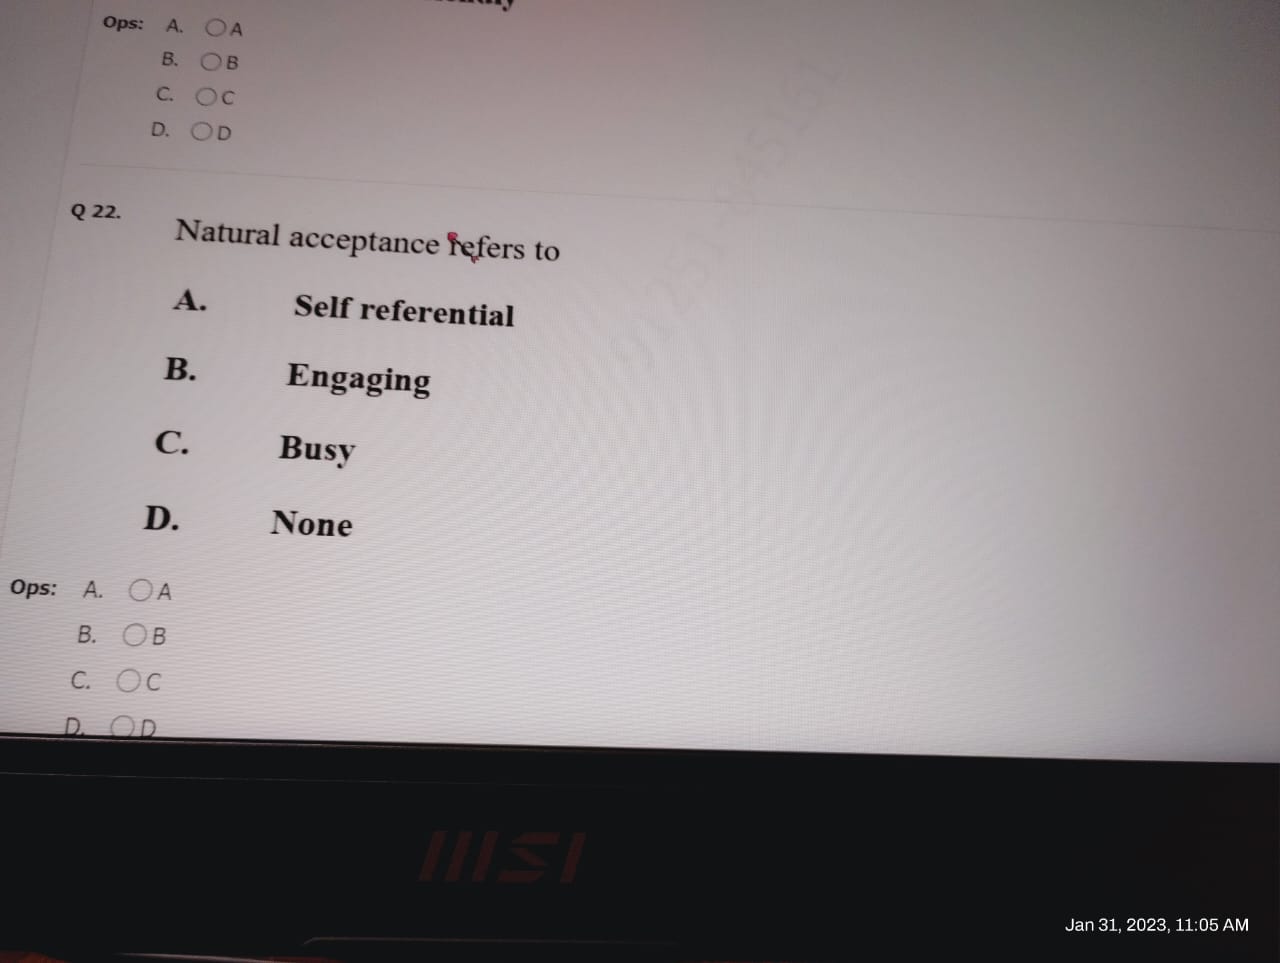 Ops: A. A
B. B
C. C
D. D
Q 22. Natural acceptance refers to
A. Self referential
B. Engaging
C. Busy
D. None
Ops: A. A
B. B
C. C
D. D
msi
Jan 31, 2023, 11:05 AM